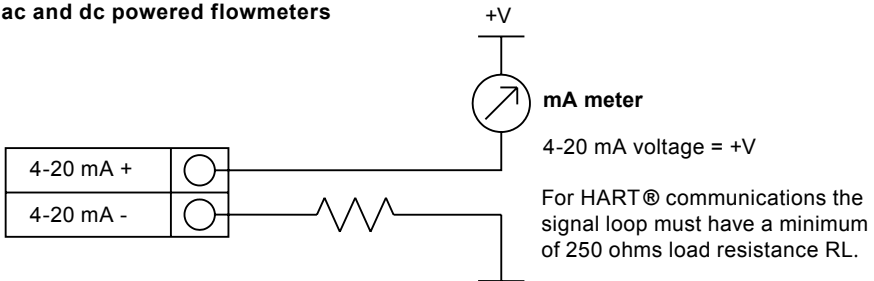 ac and dc powered flowmeters
+V
mA meter
4-20 mA voltage = +V
4-20 mA +
4-20 mA -
For HART® communications the
signal loop must have a minimum
of 250 ohms load resistance RL.